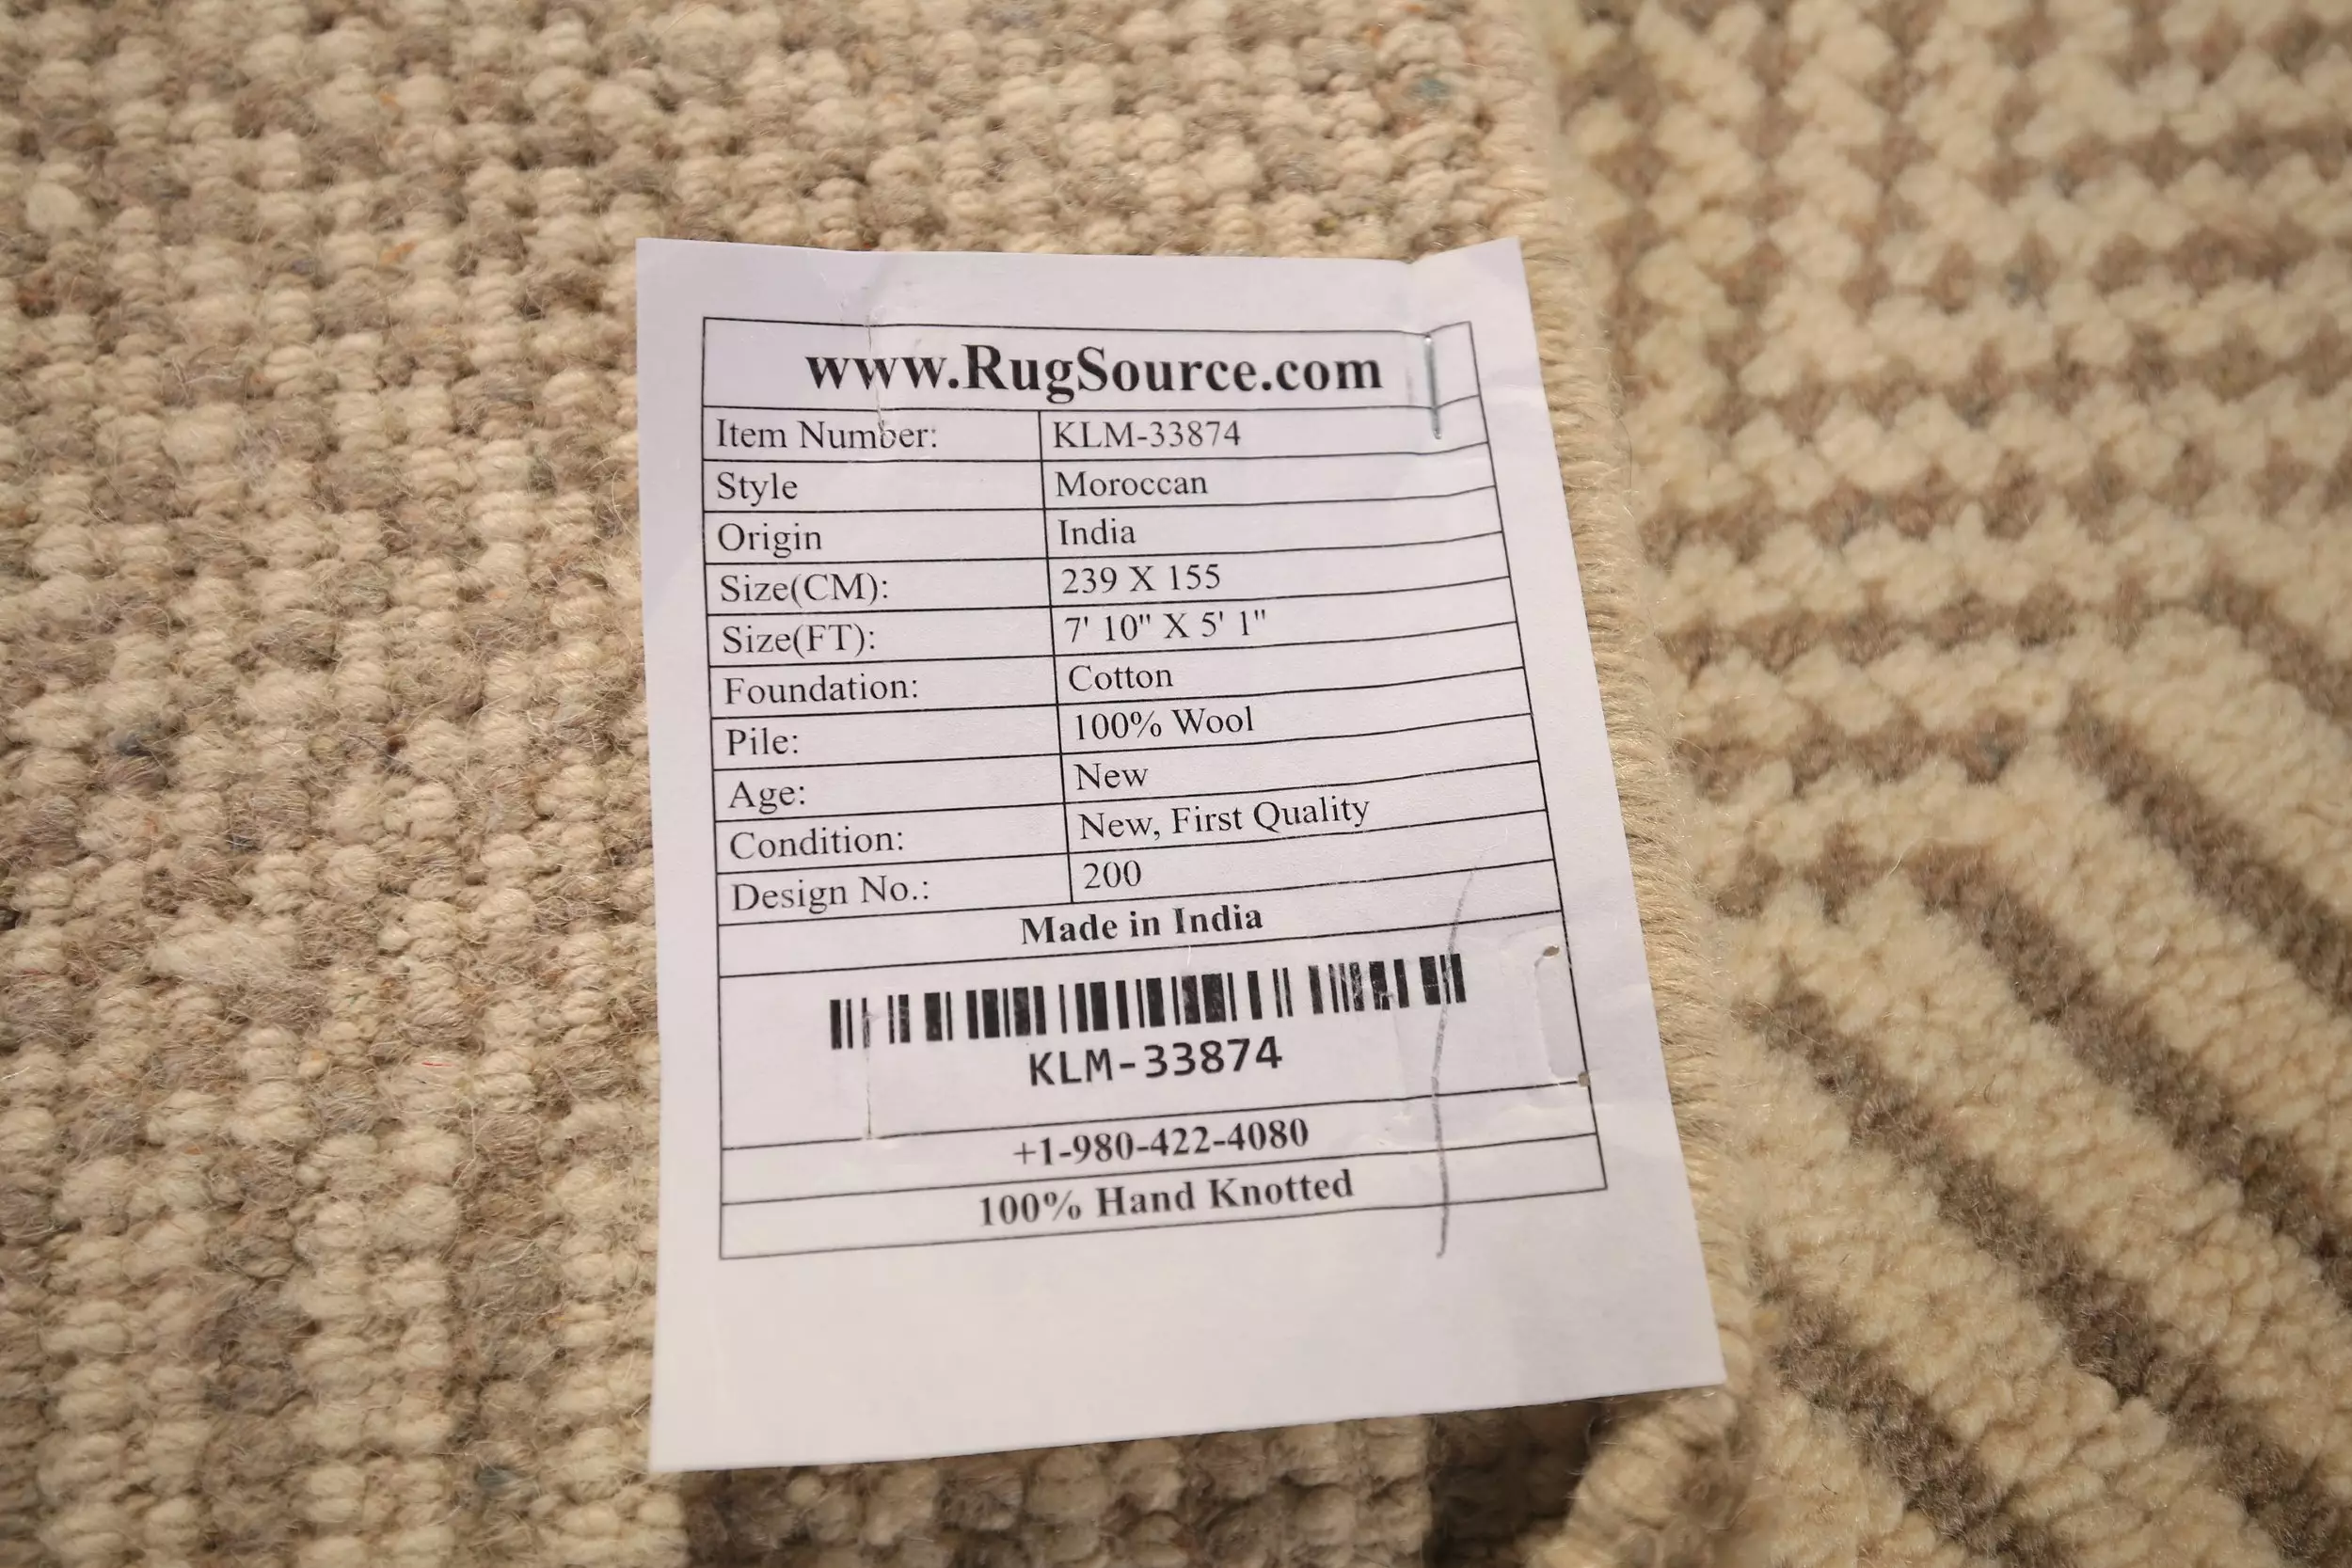 www.RugSource.com
Item Number: KLM-33874
Style Moroccan
Origin India
Size(CM): 239 X 155
Size(FT): 7' 10" X 5' 1"
Foundation: Cotton
Pile: 100% Wool
Age: New
Condition: New, First Quality
Design No.: 200
Made in India
KLM-33874
+1-980-422-4080
100% Hand Knotted